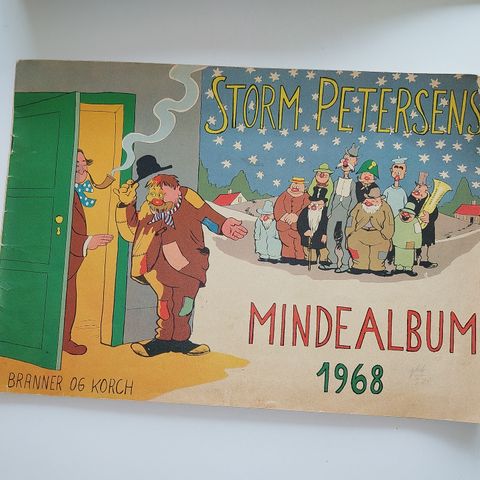 STORM PETERSENS
MINDEALBUM
1968
BRANNER OG KORCH